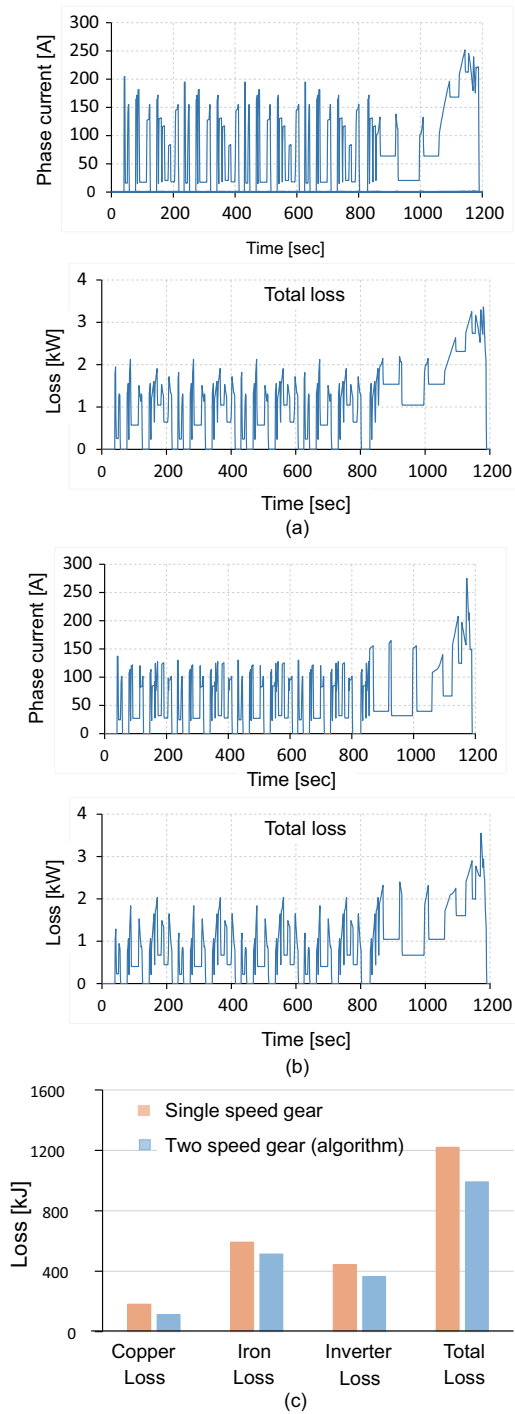 Phase current [A]
300
250
200
150
100
50
0
0 200 400 600 800 1000 1200
Time [sec]
Total loss
Loss [kW]
4
3
2
1
0
0 200 400 600 800 1000 1200
Time [sec]
(a)
Phase current [A]
300
250
200
150
100
50
0
0 200 400 600 800 1000 1200
Time [sec]
Total loss
Loss [kW]
4
3
2
1
0
0 200 400 600 800 1000 1200
Time [sec]
(b)
Loss [kJ]
1600
1200
800
400
0
Single speed gear
Two speed gear (algorithm)
Copper Iron Inverter Total
Loss Loss Loss Loss
(c)